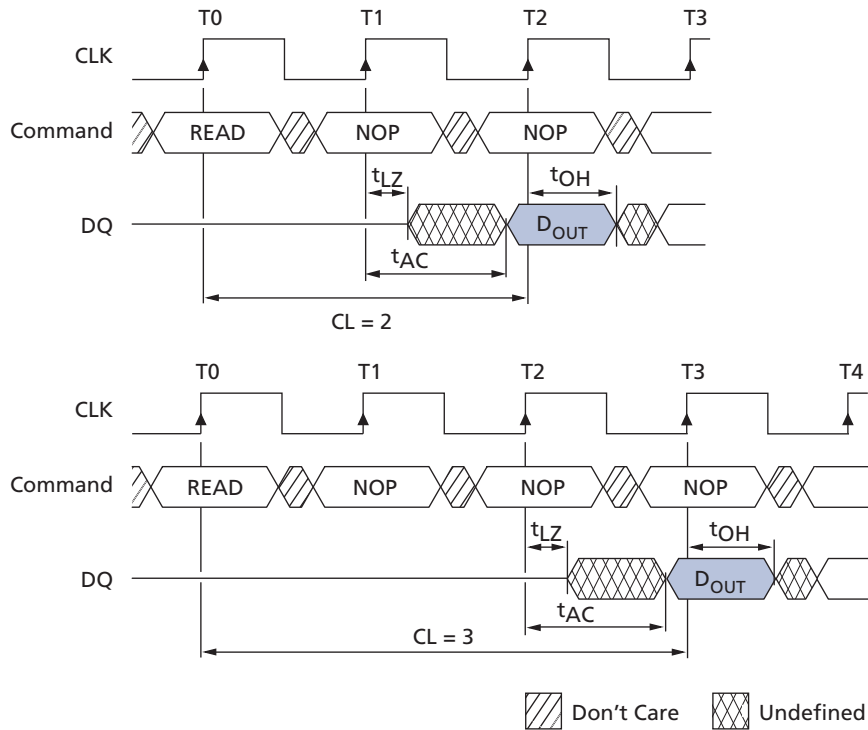 T0 T1 T2 T3
CLK
Command READ NOP NOP
tLZ tOH
DQ DOUT
tAC
CL = 2
T0 T1 T2 T3 T4
CLK
Command READ NOP NOP NOP
tLZ tOH
DQ DOUT
tAC
CL = 3
Don't Care Undefined